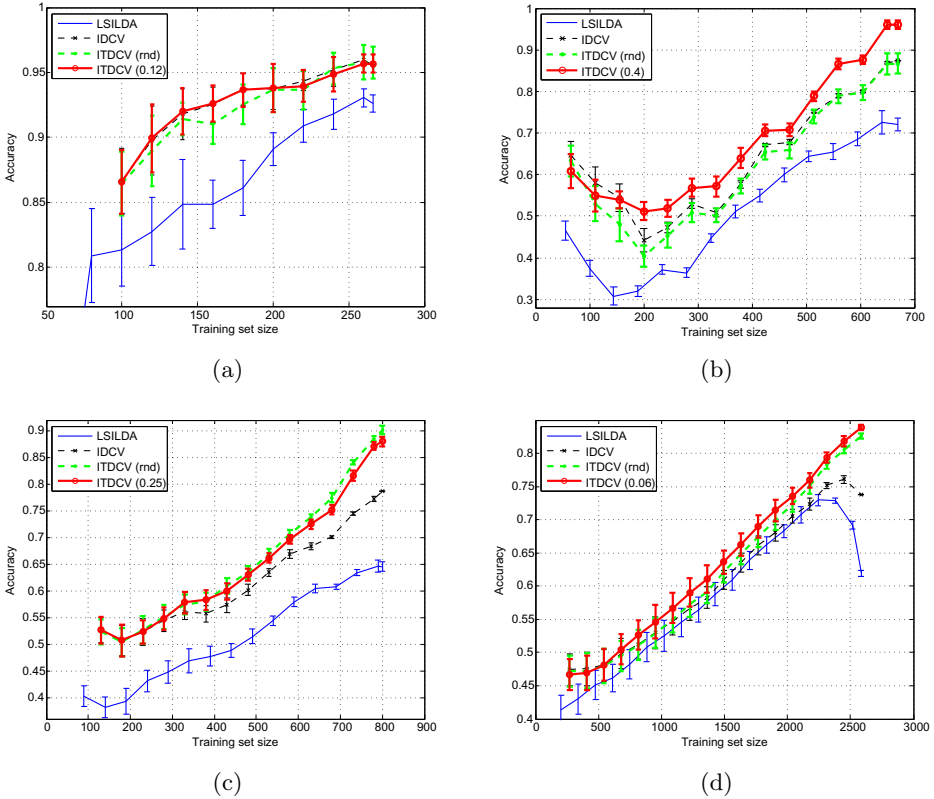 LSILDA
IDCV
ITDCV (rnd)
ITDCV (0.12)
1
0.95
0.9
0.85
0.8
Accuracy
50 100 150 200 250 300
Training set size
(a)
LSILDA
IDCV
ITDCV (rnd)
ITDCV (0.4)
1
0.9
0.8
0.7
0.6
0.5
0.4
0.3
Accuracy
0 100 200 300 400 500 600 700
Training set size
(b)
LSILDA
IDCV
ITDCV (rnd)
ITDCV (0.25)
0.9
0.85
0.8
0.75
0.7
0.65
0.6
0.55
0.5
0.45
0.4
Accuracy
0 100 200 300 400 500 600 700 800 900
Training set size
(c)
LSILDA
IDCV
ITDCV (rnd)
ITDCV (0.06)
0.85
0.8
0.75
0.7
0.65
0.6
0.55
0.5
0.45
0.4
Accuracy
0 500 1000 1500 2000 2500 3000
Training set size
(d)